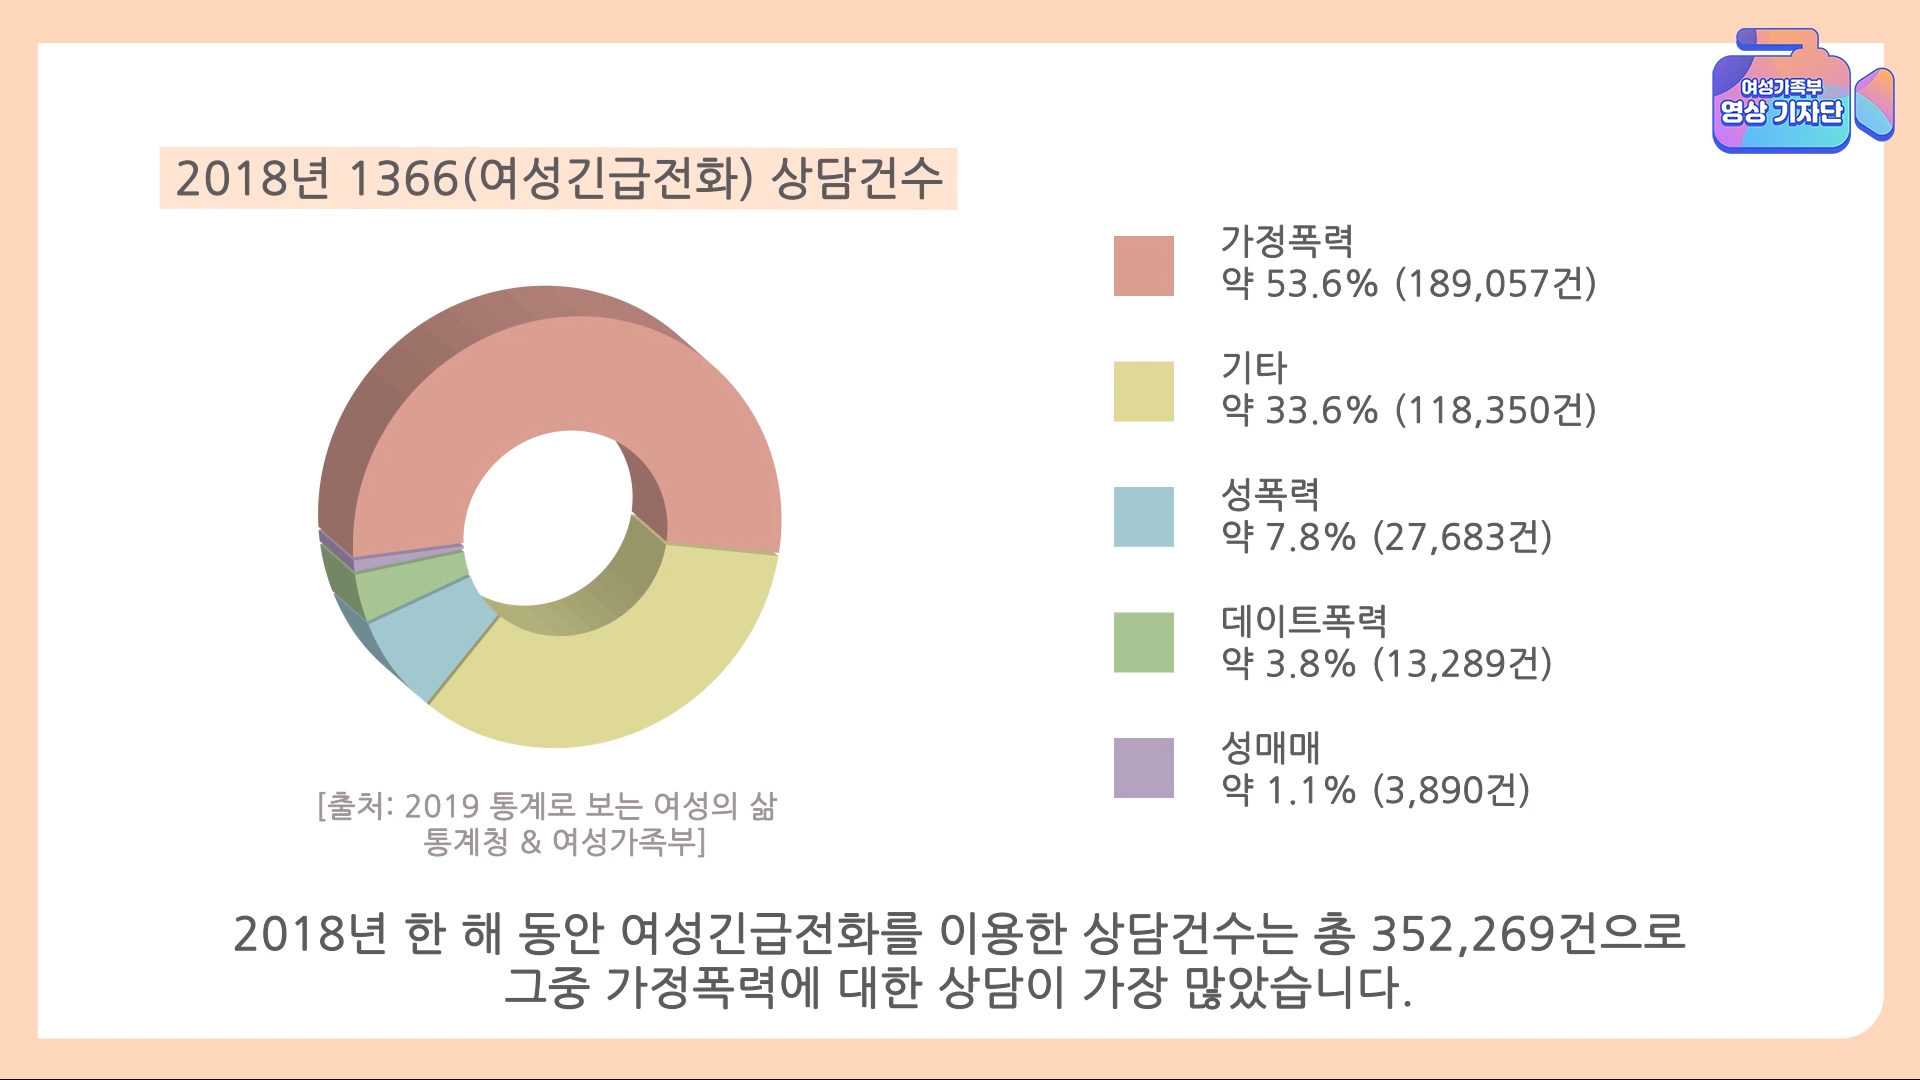 여성가족부
영상 기자단
2018년 1366(여성긴급전화) 상담건수
가정폭력
약 53.6% (189,057건)
기타
약 33.6% (118,350건)
성폭력
약 7.8% (27,683건)
데이트폭력
약 3.8% (13,289건)
성매매
약 1.1% (3,890건)
[출처: 2019 통계로 보는 여성의 삶
통계청 & 여성가족부]
2018년 한 해 동안 여성긴급전화를 이용한 상담건수는 총 352,269건으로
그중 가정폭력에 대한 상담이 가장 많았습니다.